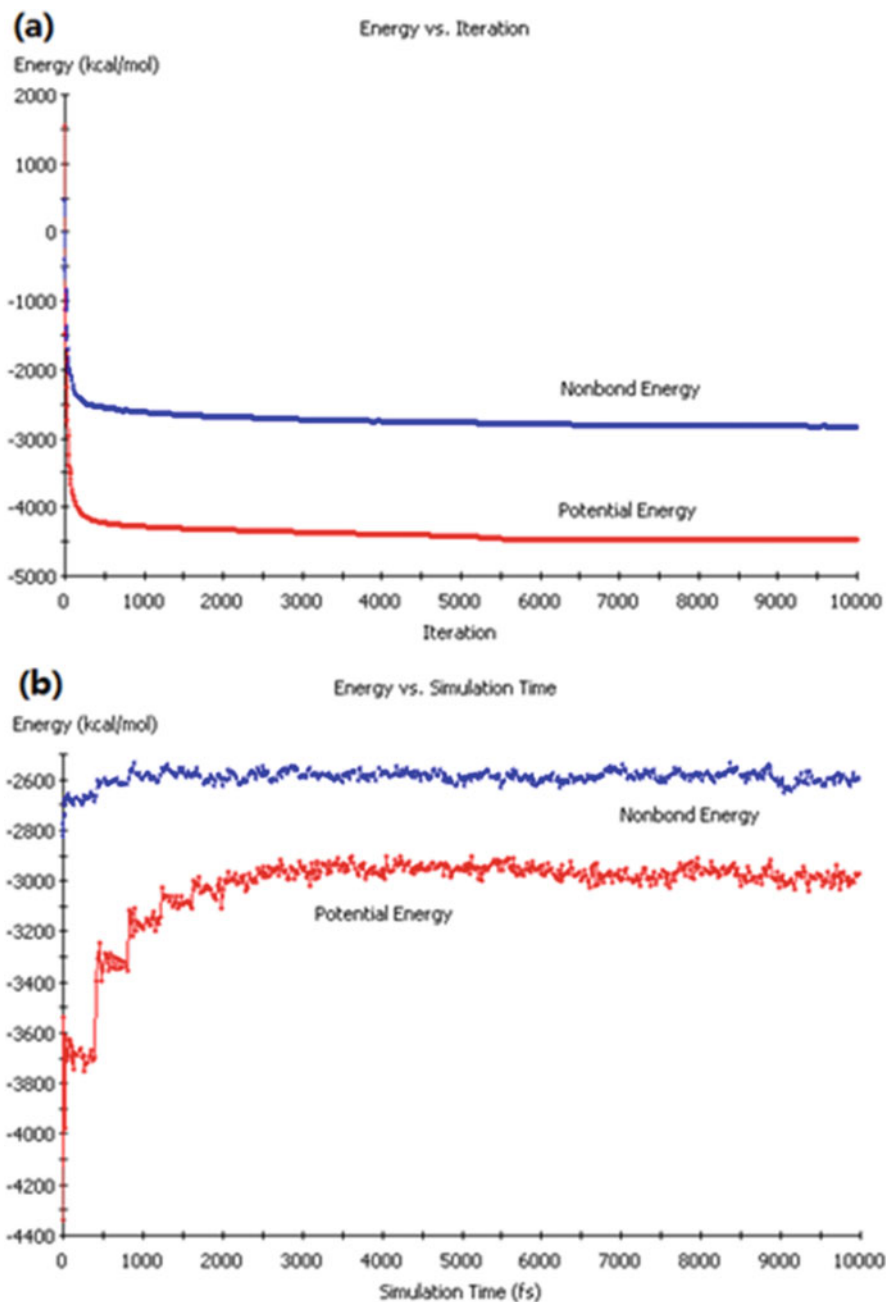 (a)
Energy vs. Iteration
Energy (kcal/mol)
2000
1000
0
-1000
-2000
Nonbond Energy
-3000
-4000
Potential Energy
-5000
0 1000 2000 3000 4000 5000 6000 7000 8000 9000 10000
Iteration
(b)
Energy vs. Simulation Time
Energy (kcal/mol)
-2600
Nonbond Energy
-2800
-3000
Potential Energy
-3200
-3400
-3600
-3800
-4000
-4200
-4400
0 1000 2000 3000 4000 5000 6000 7000 8000 9000 10000
Simulation Time (fs)